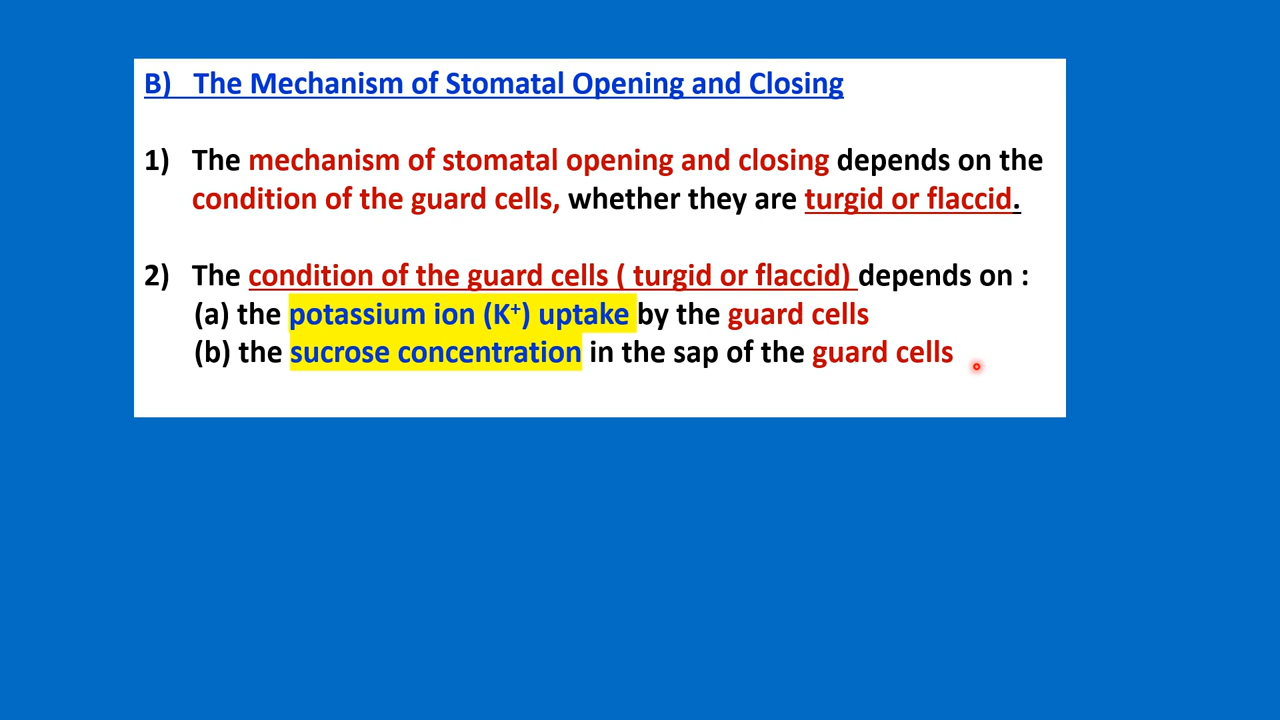 B) The Mechanism of Stomatal Opening and Closing
1) The mechanism of stomatal opening and closing depends on the
condition of the guard cells, whether they are turgid or flaccid.
2) The condition of the guard cells ( turgid or flaccid) depends on :
(a) the potassium ion (K⁺) uptake by the guard cells
(b) the sucrose concentration in the sap of the guard cells